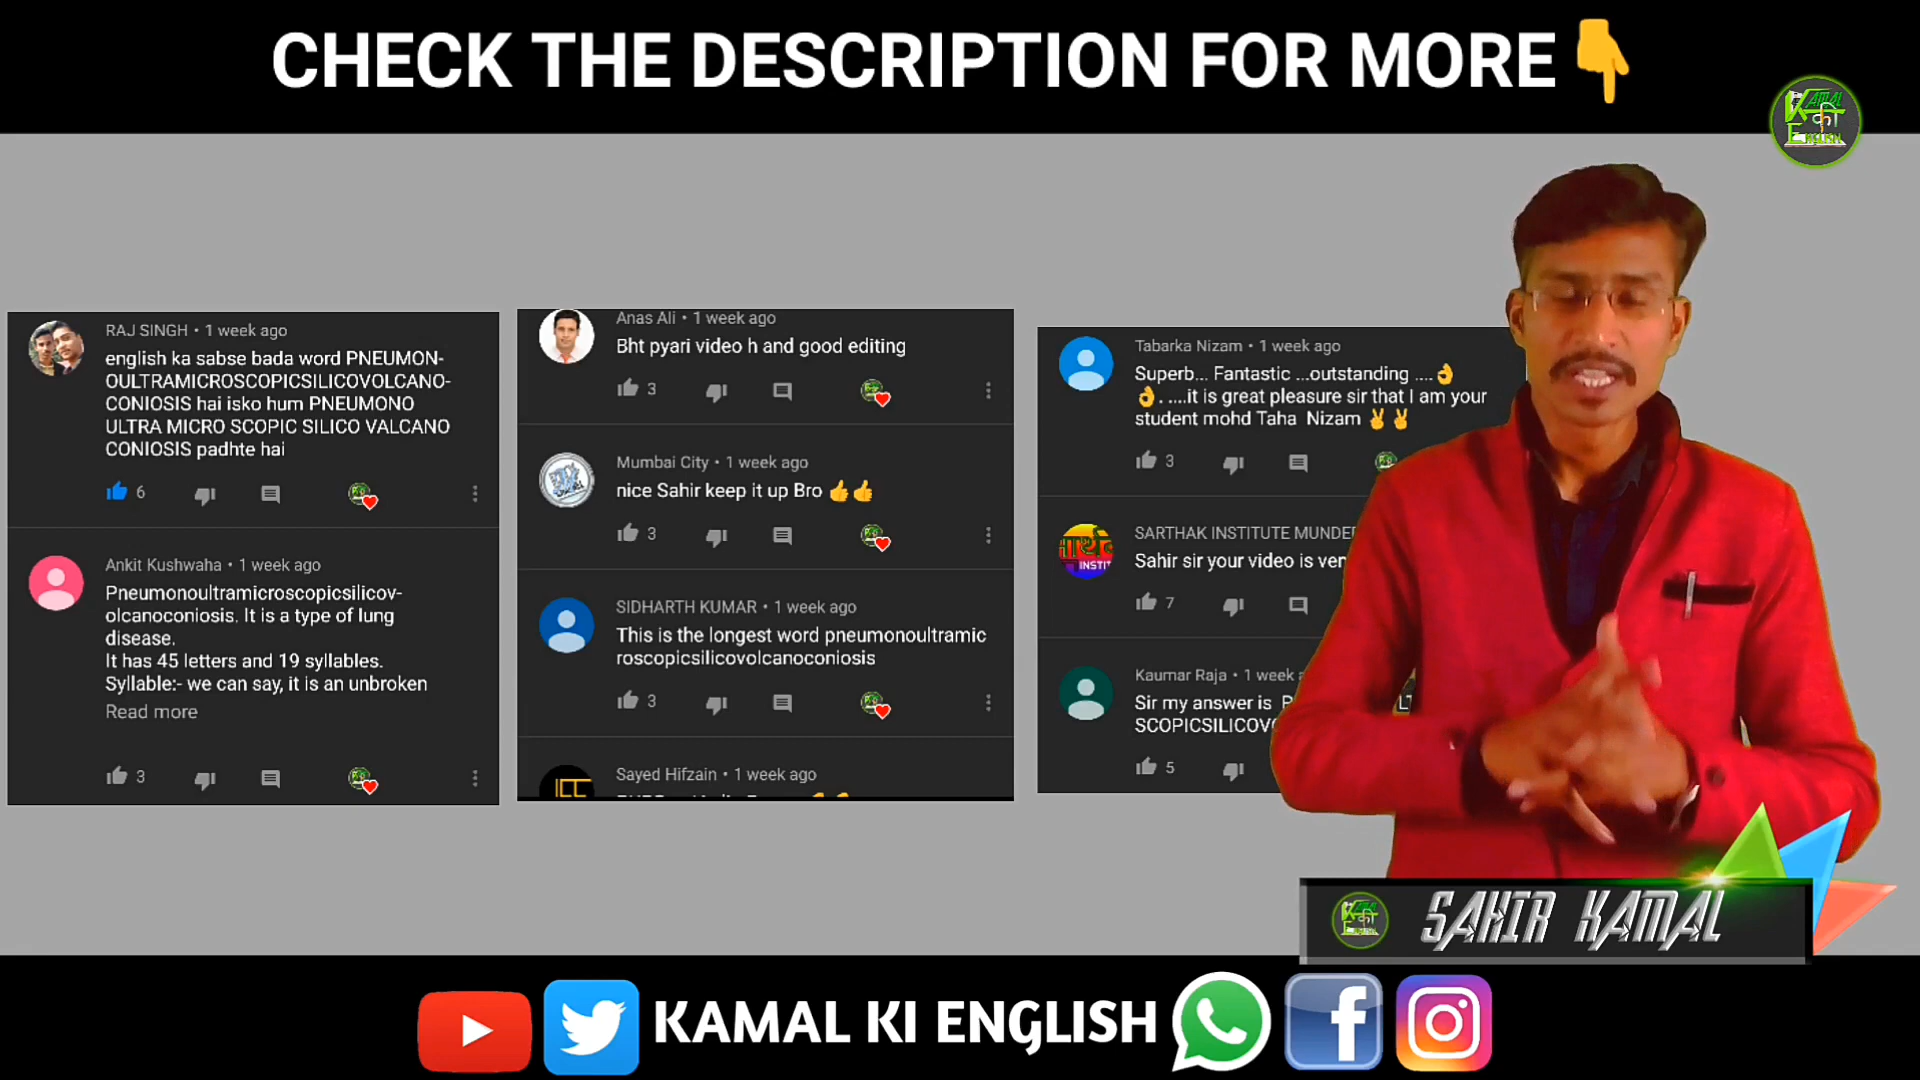 CHECK THE DESCRIPTION FOR MORE👇
KAMAL
की
ENGLISH
RAJ SINGH • 1 week ago
english ka sabse bada word PNEUMON-
OULTRAMICROSCOPICSILICOVOLCANO-
CONIOSIS hai isko hum PNEUMONO
ULTRA MICRO SCOPIC SILICO VALCANO
CONIOSIS padhte hai
6
Ankit Kushwaha • 1 week ago
Pneumonoultramicroscopicsilicov-
olcanoconiosis. It is a type of lung
disease.
It has 45 letters and 19 syllables.
Syllable:- we can say, it is an unbroken
Read more
3
Anas Ali • 1 week ago
Bht pyari video h and good editing
3
Mumbai City • 1 week ago
nice Sahir keep it up Bro 👍👍
3
SIDHARTH KUMAR • 1 week ago
This is the longest word pneumonoultramic
roscopicsilicovolcanoconiosis
3
Sayed Hifzain • 1 week ago
Tabarka Nizam • 1 week ago
Superb... Fantastic ...outstanding ....👌
👌. ....it is great pleasure sir that I am your
student mohd Taha Nizam ✌✌
3
SARTHAK INSTITUTE MUNDE
INSTI
Sahir sir your video is ver
7
Kaumar Raja • 1 week
Sir my answer is
SCOPICSILICOV
5
SAHIR KAMAL
KAMAL KI ENGLISH